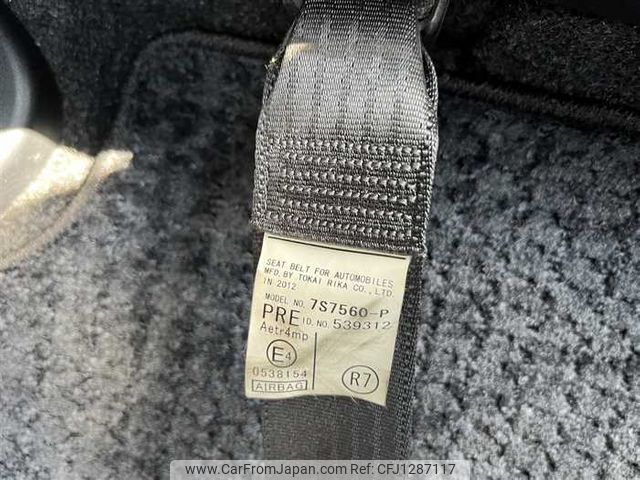 SEAT BELT FOR AUTOMOBILES
MFD. BY TOKAI RIKA CO., LTD.
IN 2012
MODEL NO. 7S7560-P
PRE ID. NO. 539312
Aetr4mp
E4
0538154
AIRBAG
R7
www.CarFromJapan.com | Ref No. CFJ1287117